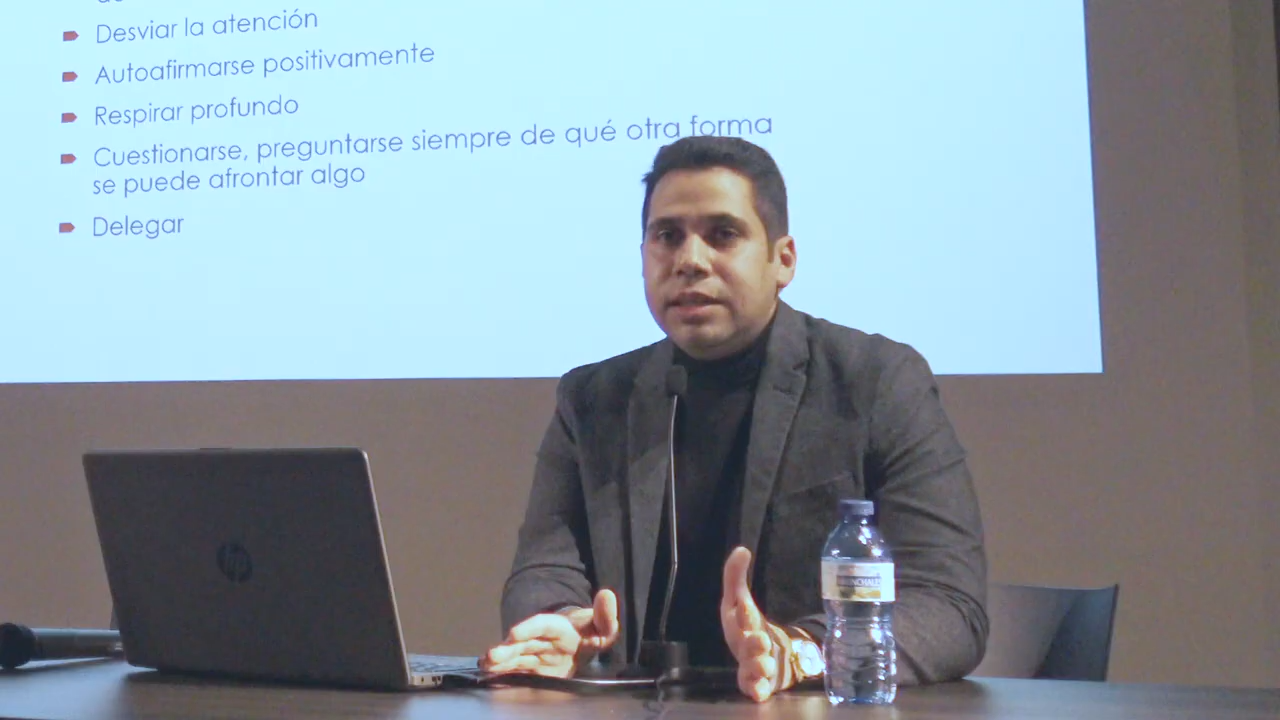 Desviar la atención
Autoafirmarse positivamente
Respirar profundo
Cuestionarse, preguntarse siempre de qué otra forma
se puede afrontar algo
Delegar
hp